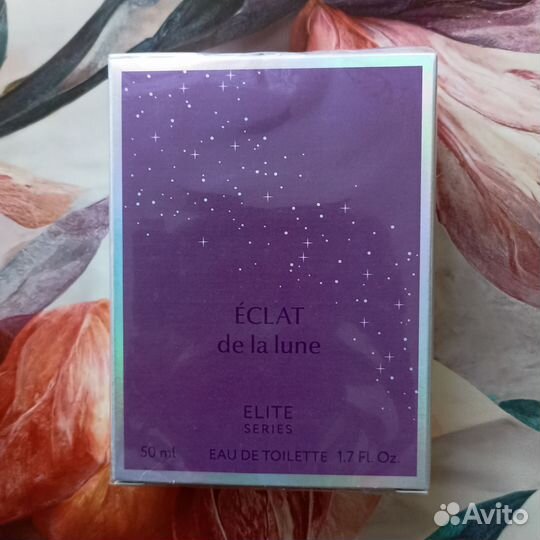 ÉCLAT
de la lune
ELITE
SERIES
50 ml EAU DE TOILETTE 1.7 Fl. Oz.
Avito